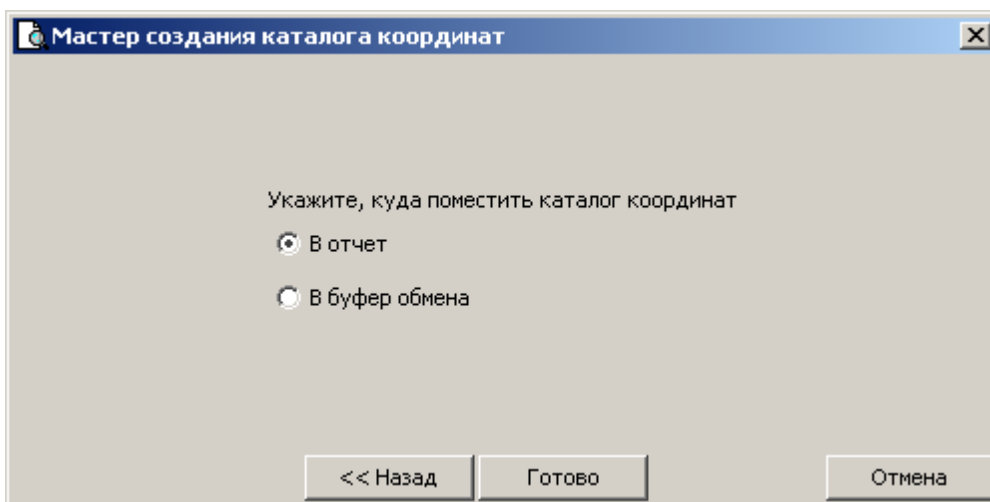 Мастер создания каталога координат
Укажите, куда поместить каталог координат
В отчет
В буфер обмена
<< Назад
Готово
Отмена